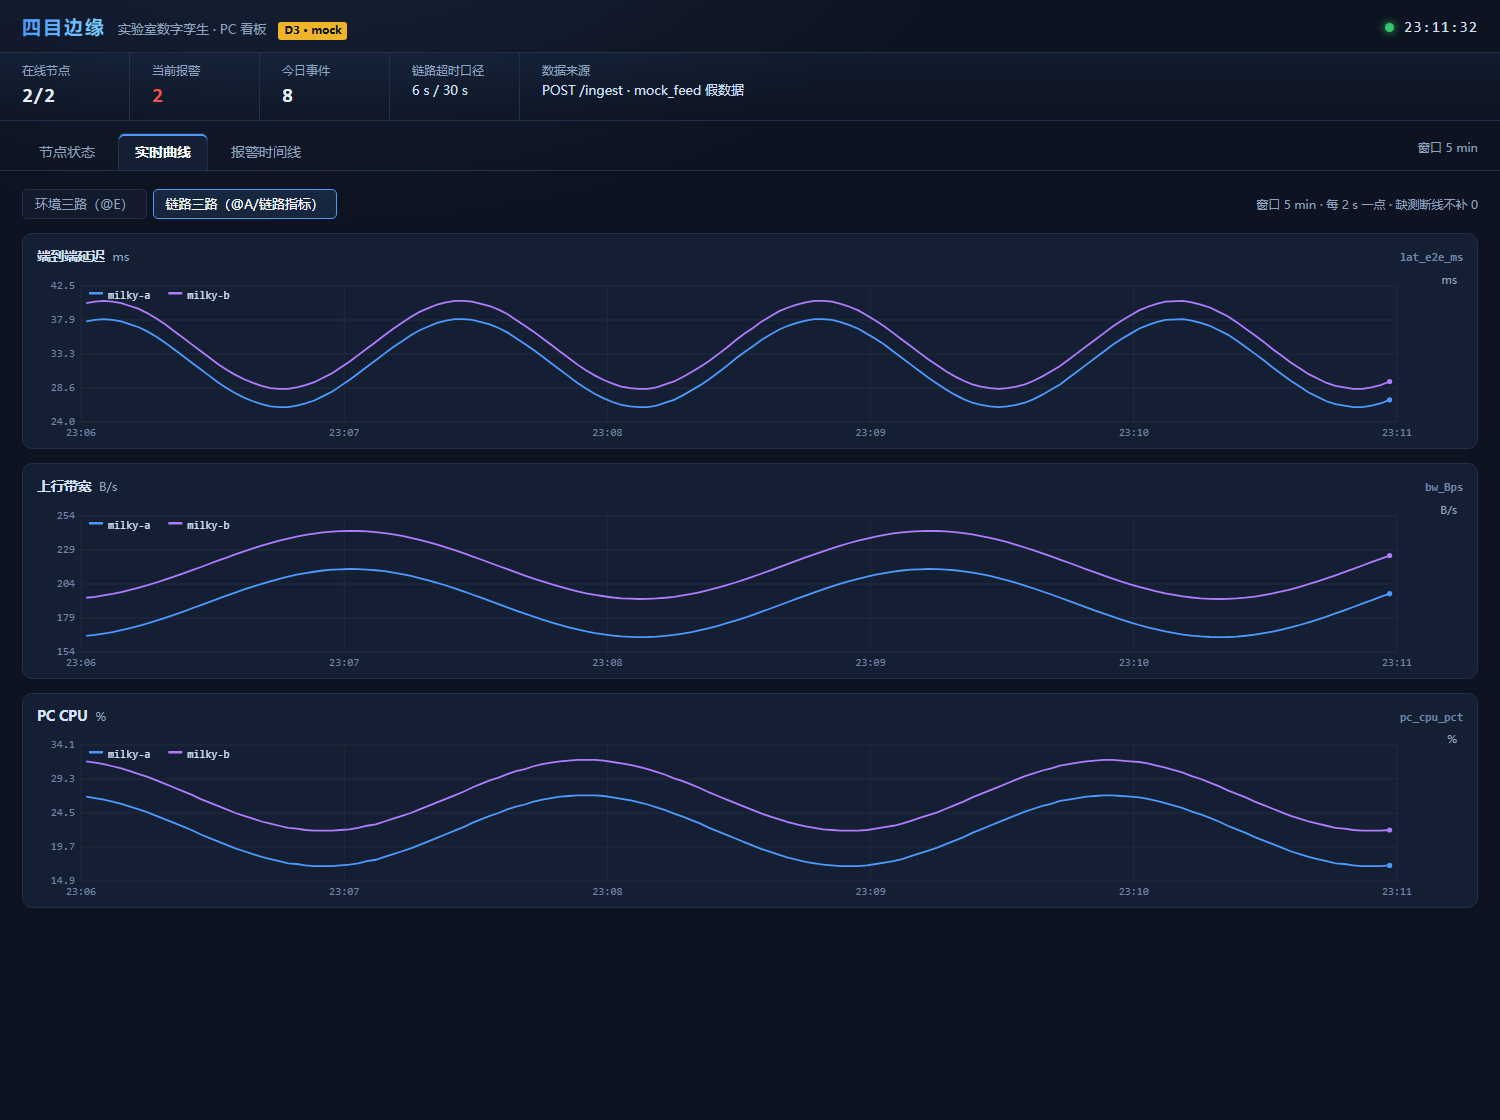 四目边缘 实验室数字孪生 · PC 看板 D3 · mock 23:11:32
在线节点 当前报警 今日事件 链路超时口径 数据来源
2/2 2 8 6 s / 30 s POST /ingest · mock_feed 假数据
节点状态 实时曲线 报警时间线 窗口 5 min
环境三路（@E） 链路三路（@A/链路指标） 窗口 5 min · 每 2 s 一点 · 缺测断线不补 0
端到端延迟 ms lat_e2e_ms
ms
42.5 milky-a milky-b
37.9
33.3
28.6
24.0
23:06 23:07 23:08 23:09 23:10 23:11
上行带宽 B/s bw_Bps
B/s
254 milky-a milky-b
229
204
179
154
23:06 23:07 23:08 23:09 23:10 23:11
PC CPU % pc_cpu_pct
%
34.1 milky-a milky-b
29.3
24.5
19.7
14.9
23:06 23:07 23:08 23:09 23:10 23:11